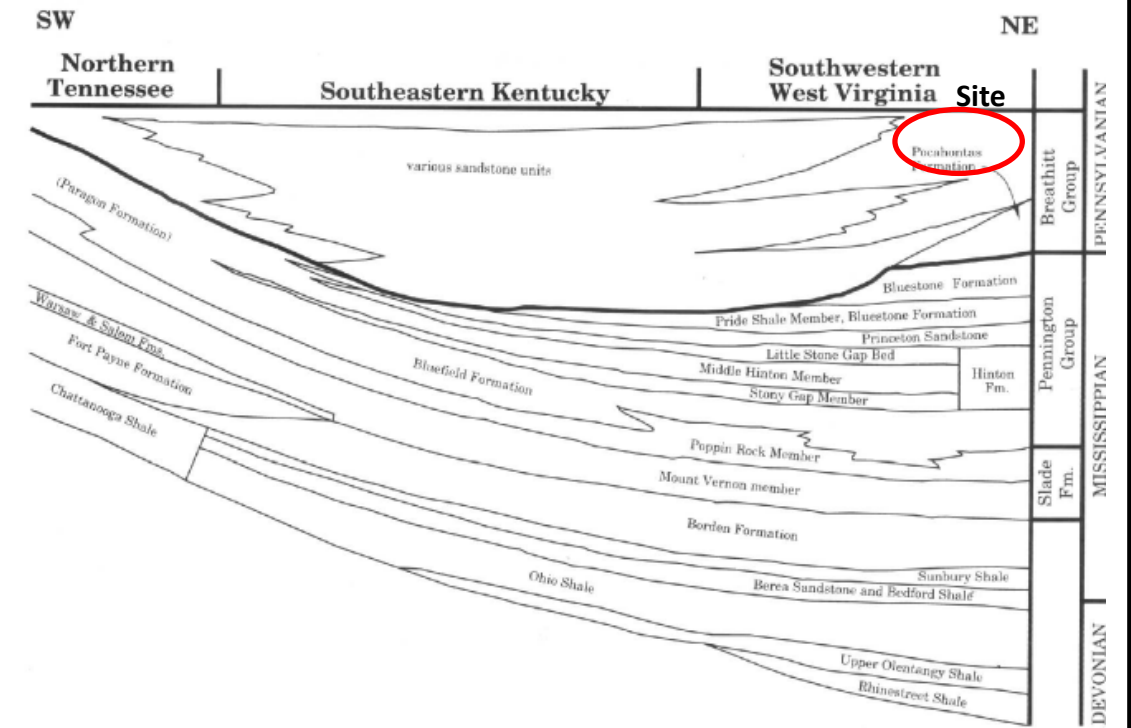 SW
NE
Northern
Tennessee
Southeastern Kentucky
Southwestern
West Virginia
Site
Pocahontas
Formation
various sandstone units
(Paragon Formation)
Bluestone Formation
Pride Shale Member, Bluestone Formation
Princeton Sandstone
Little Stone Gap Bed
Middle Hinton Member
Stony Gap Member
Hinton
Fm.
Warsaw & Salem Fms.
Fort Payne Formation
Bluefield Formation
Chattanooga Shale
Poppin Rock Member
Mount Vernon member
Borden Formation
Sunbury Shale
Berea Sandstone and Bedford Shale
Ohio Shale
Upper Olentangy Shale
Rhinestreet Shale
Breathitt
Group
Pennington
Group
Slade
Fm.
PENNSYLVANIAN
MISSISSIPPIAN
DEVONIAN